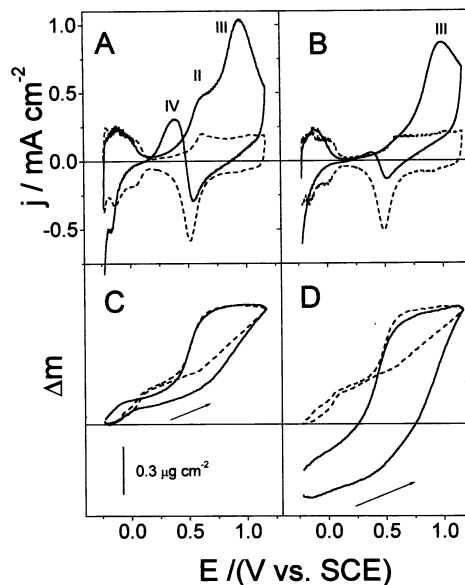 A
B
III
III
II
IV
j / mA cm-2
1.0
0.5
0.0
-0.5
C
D
Δm
0.3 μg cm-2
0.0 0.5 1.0 0.0 0.5 1.0
E /(V vs. SCE)